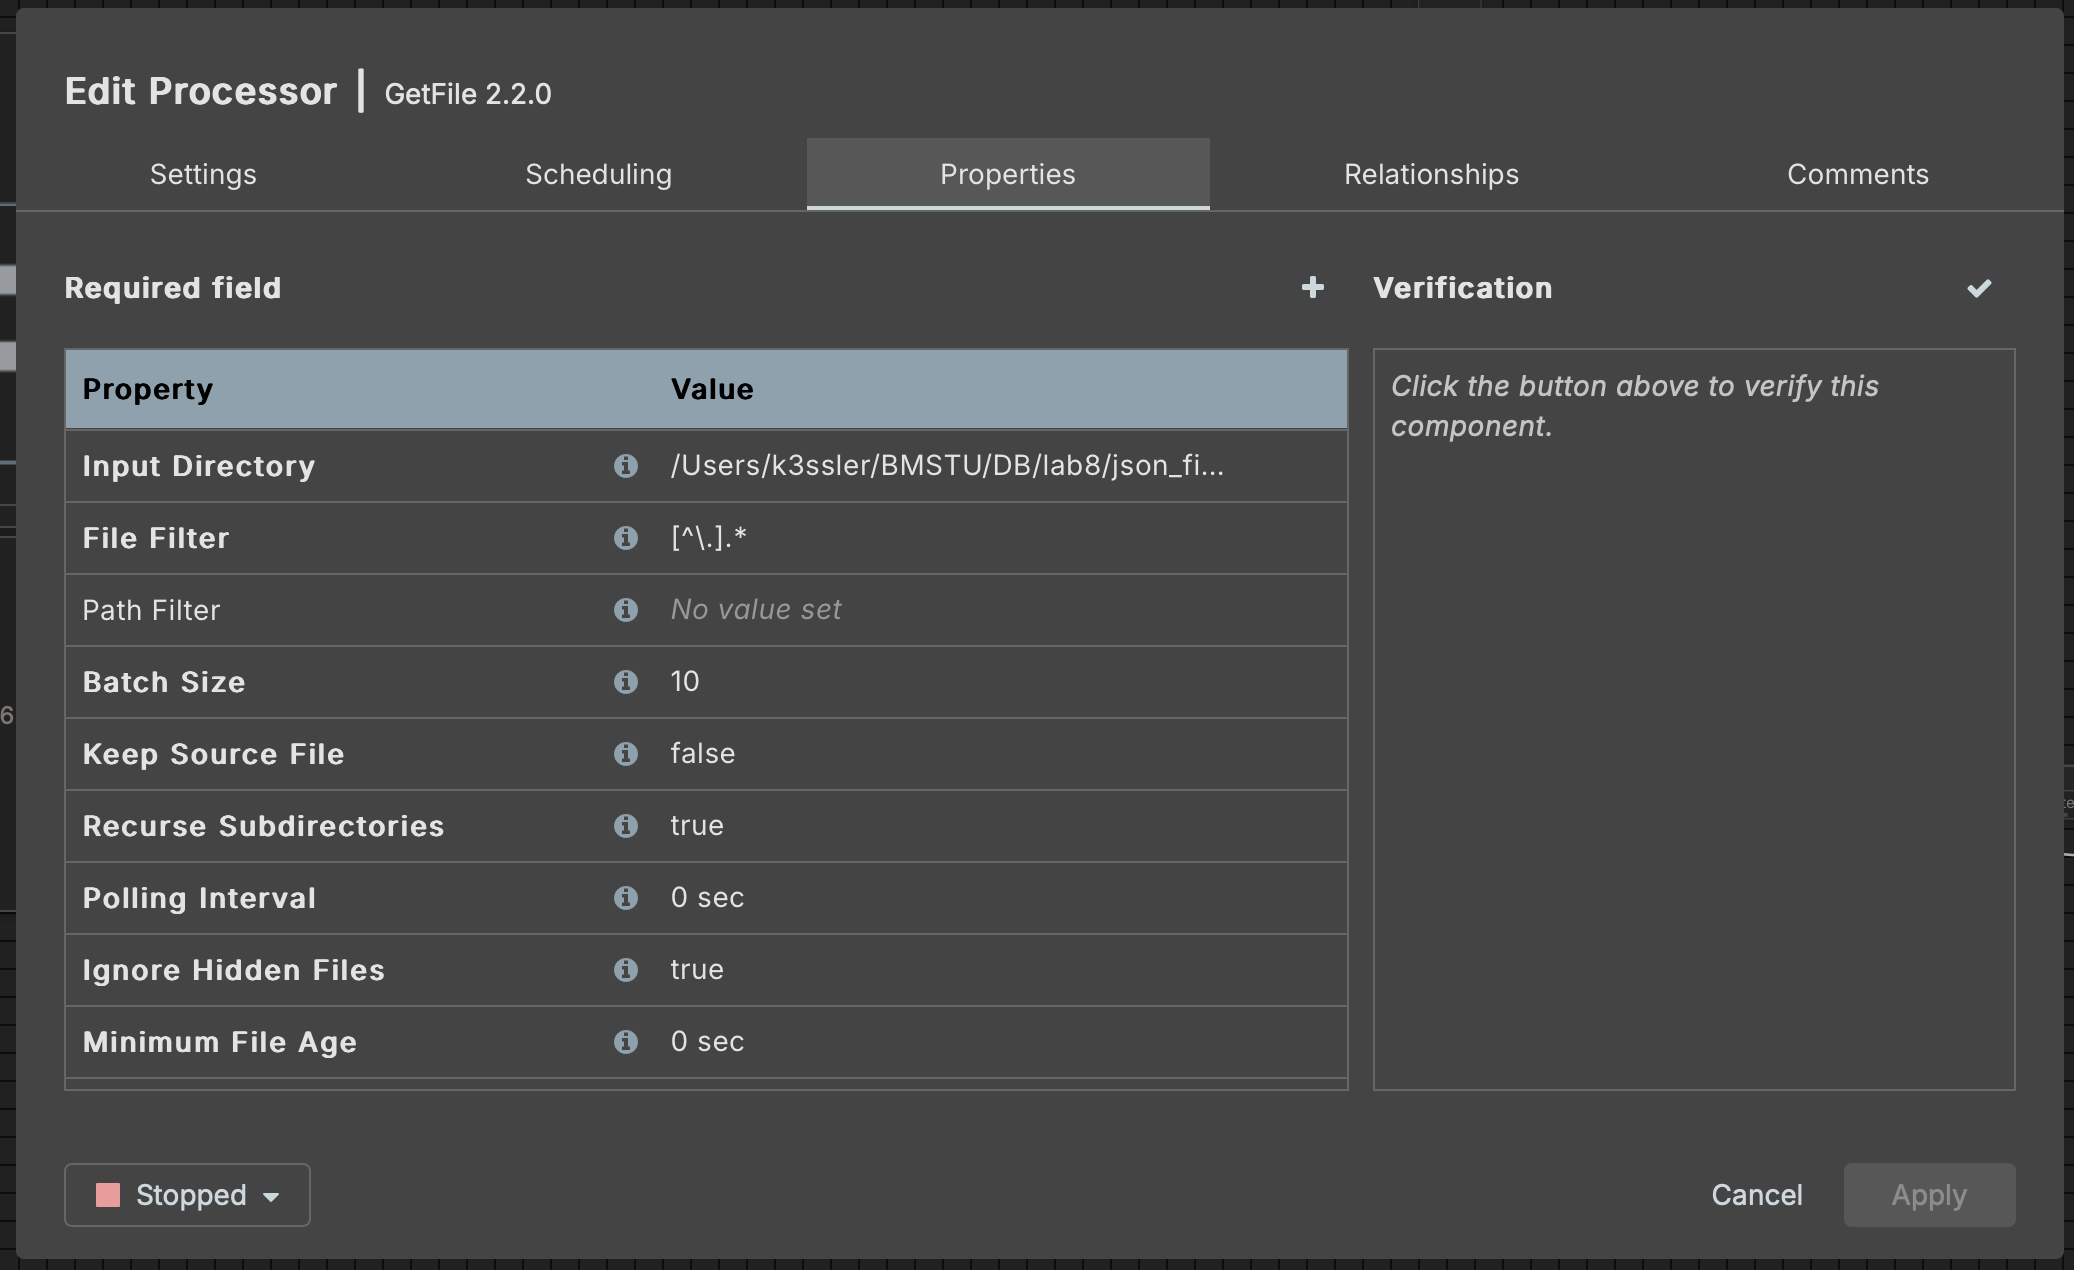 Edit Processor | GetFile 2.2.0
Settings Scheduling Properties Relationships Comments
Required field
Verification
Property Value
Input Directory /Users/k3ssler/BMSTU/DB/lab8/json_fi...
File Filter [^\.].*
Path Filter No value set
Batch Size 10
Keep Source File false
Recurse Subdirectories true
Polling Interval 0 sec
Ignore Hidden Files true
Minimum File Age 0 sec
Click the button above to verify this
component.
6
Stopped
Cancel Apply